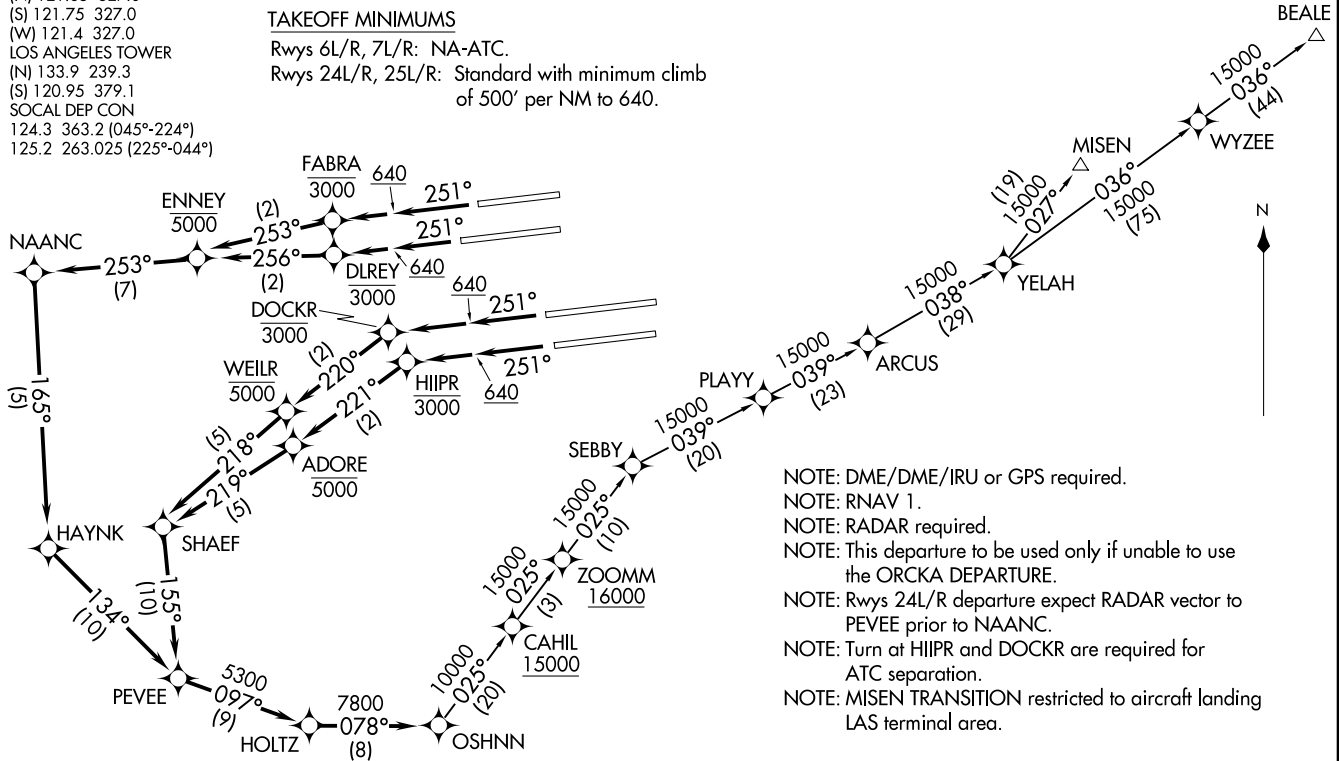 (S) 121.75 327.0
(W) 121.4 327.0
LOS ANGELES TOWER
(N) 133.9 239.3
(S) 120.95 379.1
SOCAL DEP CON
124.3 363.2 (045°-224°)
125.2 263.025 (225°-044°)
TAKEOFF MINIMUMS
Rwys 6L/R, 7L/R: NA-ATC.
Rwys 24L/R, 25L/R: Standard with minimum climb
of 500' per NM to 640.
BEALE
15000
036°
(44)
WYZEE
MISEN
(19)
15000
027°
036°
15000
(75)
N
YELAH
15000
038°
(29)
ARCUS
15000
039°
(23)
PLAYY
15000
039°
(20)
SEBBY
15000
025°
(10)
ZOOMM
16000
15000
025°
(3)
CAHIL
15000
10000
025°
(20)
OSHNN
7800
078°
(8)
HOLTZ
5300
097°
(9)
PEVEE
FABRA
3000
640
251°
ENNEY
5000
(2)
253°
251°
640
256°
(2)
DLREY
3000
NAANC
253°
(7)
DOCKR
3000
640
251°
(2)
220°
WEILR
5000
251°
640
HIIPR
3000
221°
(2)
ADORE
5000
(5)
218°
219°
(5)
SHAEF
155°
(10)
165°
(5)
HAYNK
134°
(10)
NOTE: DME/DME/IRU or GPS required.
NOTE: RNAV 1.
NOTE: RADAR required.
NOTE: This departure to be used only if unable to use
the ORCKA DEPARTURE.
NOTE: Rwys 24L/R departure expect RADAR vector to
PEVEE prior to NAANC.
NOTE: Turn at HIIPR and DOCKR are required for
ATC separation.
NOTE: MISEN TRANSITION restricted to aircraft landing
LAS terminal area.